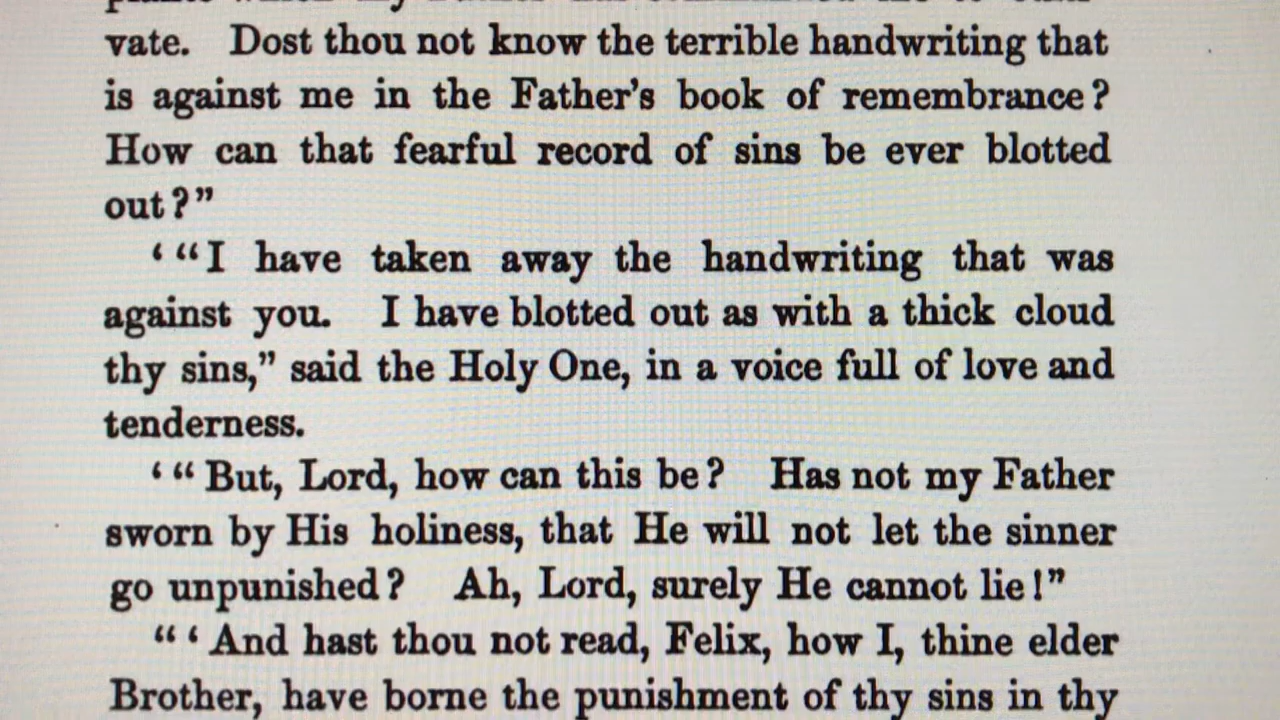 vate. Dost thou not know the terrible handwriting that
is against me in the Father's book of remembrance?
How can that fearful record of sins be ever blotted
out?”
‘“I have taken away the handwriting that was
against you. I have blotted out as with a thick cloud
thy sins,” said the Holy One, in a voice full of love and
tenderness.
‘“But, Lord, how can this be? Has not my Father
sworn by His holiness, that He will not let the sinner
go unpunished? Ah, Lord, surely He cannot lie!”
“‘And hast thou not read, Felix, how I, thine elder
Brother, have borne the punishment of thy sins in thy